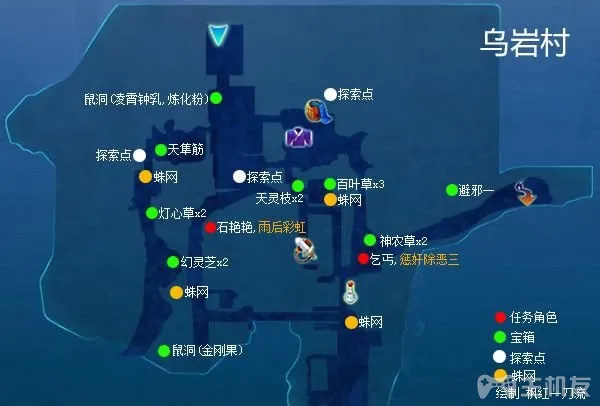 乌岩村
鼠洞(凌霄钟乳,炼化粉)
探索点
探索点
天隼筋
蛛网
探索点
天灵枝x2
百叶草x3
蛛网
避邪一
灯心草x2
石艳艳,雨后彩虹
神农草x2
乞丐,惩奸除恶三
幻灵芝x2
蛛网
蛛网
鼠洞(金刚果)
任务角色
宝箱
探索点
蛛网
绘制 枫红一刀流
手机友